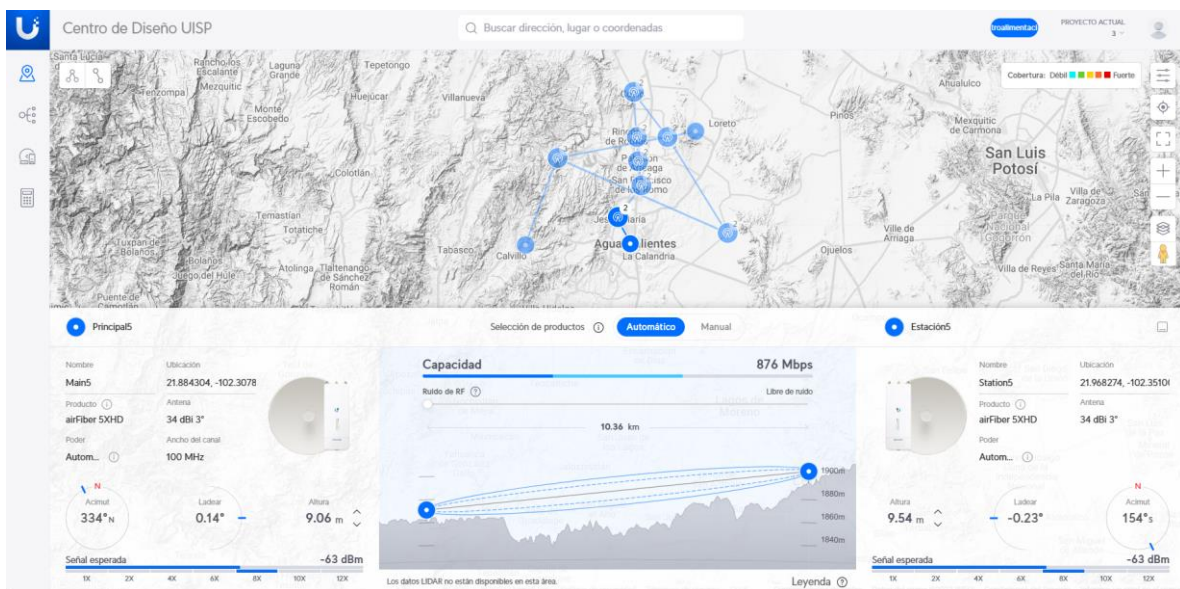 Centro de Diseño UISP
Buscar dirección, lugar o coordenadas
troalimentaci
PROYECTO ACTUAL
3
Santa Lucía
Rancho los
Escalante
Laguna
Grande
Tepetongo
Mezquitic
Huejúcar
Villanueva
Monte
Escobedo
Colotlán
Temastian
Totatiche
Tuxpan de
Bolaños
Bolaños
Juego del Hule
Atolinga
Tlaltenango
de Sánchez
Román
Puente de
Camotlán
Tabasco
Calvillo
Loreto
Pinos
Ojuelos
La Calandria
Ahualulco
Mexquitic
de Carmona
San Luis
Potosí
La Pila
Villa de
Zaragoza
Ville de
Arriaga
Villa de Reyes
Santa María
del Río
Cobertura: Débil Fuerte
Principal5
Selección de productos
Automático
Manual
Estación5
Nombre
Ubicación
Main5
21.884304, -102.3078
Producto
Antena
airFiber 5XHD
34 dBi 3°
Poder
Ancho del canal
Autom...
100 MHz
N
Acimut
334°N
Ladear
0.14°
Altura
9.06 m
Señal esperada
-63 dBm
1X 2X 4X 6X 8X 10X 12X
Capacidad
876 Mbps
Ruido de RF
Libre de ruido
10.36 km
1900m
1880m
1860m
1840m
Los datos LIDAR no están disponibles en esta área.
Leyenda
Nombre
Ubicación
Station5
21.968274, -102.3510
Producto
Antena
airFiber 5XHD
34 dBi 3°
Poder
Autom...
Altura
9.54 m
Ladear
-0.23°
N
Acimut
154°s
Señal esperada
-63 dBm
1X 2X 4X 6X 8X 10X 12X